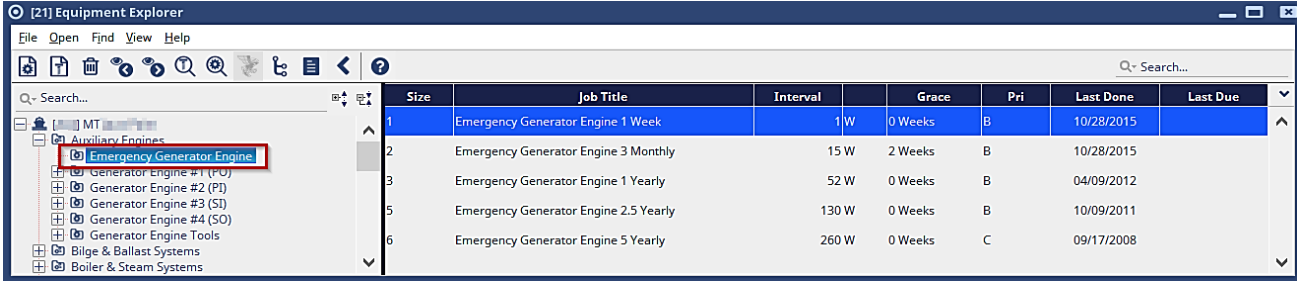 [21] Equipment Explorer
File Open Find View Help
Search...
Search...
Size Job Title Interval Grace Pri Last Done Last Due
MT
Auxiliary Engines
Emergency Generator Engine
Generator Engine #1 (PO)
Generator Engine #2 (PI)
Generator Engine #3 (SI)
Generator Engine #4 (SO)
Generator Engine Tools
Bilge & Ballast Systems
Boiler & Steam Systems
1 Emergency Generator Engine 1 Week 1 W 0 Weeks B 10/28/2015
2 Emergency Generator Engine 3 Monthly 15 W 2 Weeks B 10/28/2015
3 Emergency Generator Engine 1 Yearly 52 W 0 Weeks B 04/09/2012
5 Emergency Generator Engine 2.5 Yearly 130 W 0 Weeks B 10/09/2011
6 Emergency Generator Engine 5 Yearly 260 W 0 Weeks C 09/17/2008